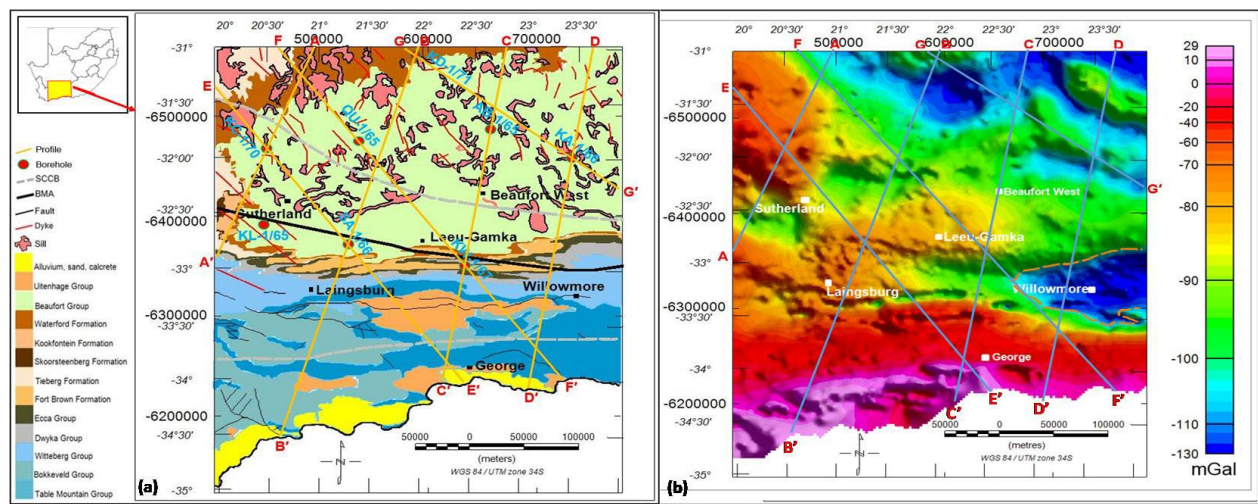 20° 20°30' 21° 21°30' 22° 22°30' 23° 23°30'
F A G B C D
500000 600000 700000
-31°
E
-31°30'
-6500000
-32°
-6400000
-32°30'
A'
-33°
-6300000
-33°30'
-34°
-6200000
-34°30'
-35°
QU-1/65
KL-1/65
Sutherland
Beaufort West
Leeu-Gamka
Laingsburg
Willowmore
George
G'
B' C' E' D' F'
50000 0 50000 100000
(meters)
WGS 84 / UTM zone 34S
N
(a)
Profile
Borehole
SCCB
BMA
Fault
Dyke
Sill
Alluvium, sand, calcrete
Uitenhage Group
Beaufort Group
Waterford Formation
Kookfontein Formation
Skoorsteenberg Formation
Tieberg Formation
Fort Brown Formation
Ecca Group
Dwyka Group
Witteberg Group
Bokkeveld Group
Table Mountain Group
20° 20°30' 21° 21°30' 22° 22°30' 23° 23°30'
F A G B C D
500000 600000 700000
-31°
E
-31°30'
-6500000
-32°
-6400000
-32°30'
A
-33°
-6300000
-33°30'
-34°
-6200000
-34°30'
-35°
Sutherland
Beaufort West
Leeu-Gamka
Laingsburg
Willowmore
George
G'
B' C' E' D' F'
50000 0 50000 100000
(metres)
WGS 84 / UTM zone 34S
N
(b)
29
10
0
-20
-40
-60
-70
-80
-90
-100
-110
-130
mGal